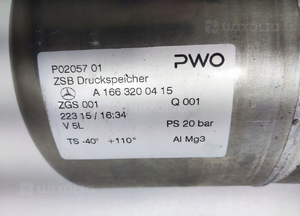 WUXOLTO
P02057 01
PWO
ZSB Druckspeicher
A 166 320 04 15
ZGS 001 Q 001
223 15 / 16:34
V 5L PS 20 bar
TS -40° +110° Al Mg3